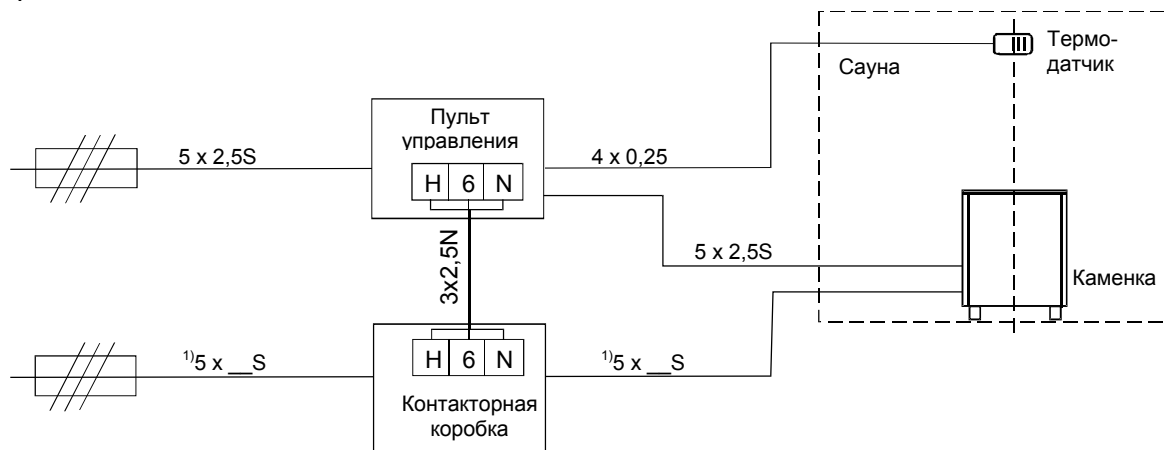 Термо-
датчик
Сауна
Пульт
управления
5 x 2,5S
4 x 0,25
H 6 N
3x2,5N
5 x 2,5S
Каменка
H 6 N
1)5 x __S
1)5 x __S
Контакторная
коробка